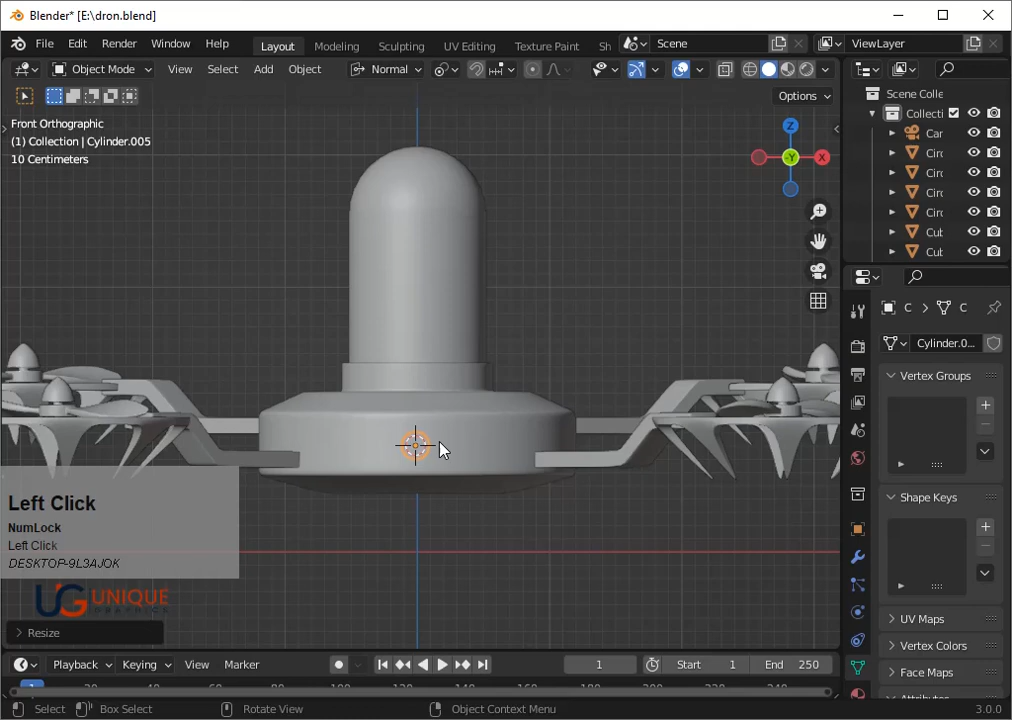 Blender* [E:\dron.blend]
File Edit Render Window Help Layout Modeling Sculpting UV Editing Texture Paint Sh Scene ViewLayer
Object Mode View Select Add Object Normal
Options
Front Orthographic
(1) Collection | Cylinder.005
10 Centimeters
Z
-Y
X
Scene Colle
Collecti
Car
Circ
Circ
Circ
Circ
Cub
Cub
C > C
Cylinder.0...
Vertex Groups
Shape Keys
UV Maps
Vertex Colors
Face Maps
Left Click
NumLock
Left Click
DESKTOP-9L3AJOK
UG UNIQUE
Resize
Playback Keying View Marker 1 Start 1 End 250
1
Select Box Select Rotate View Object Context Menu 3.0.0